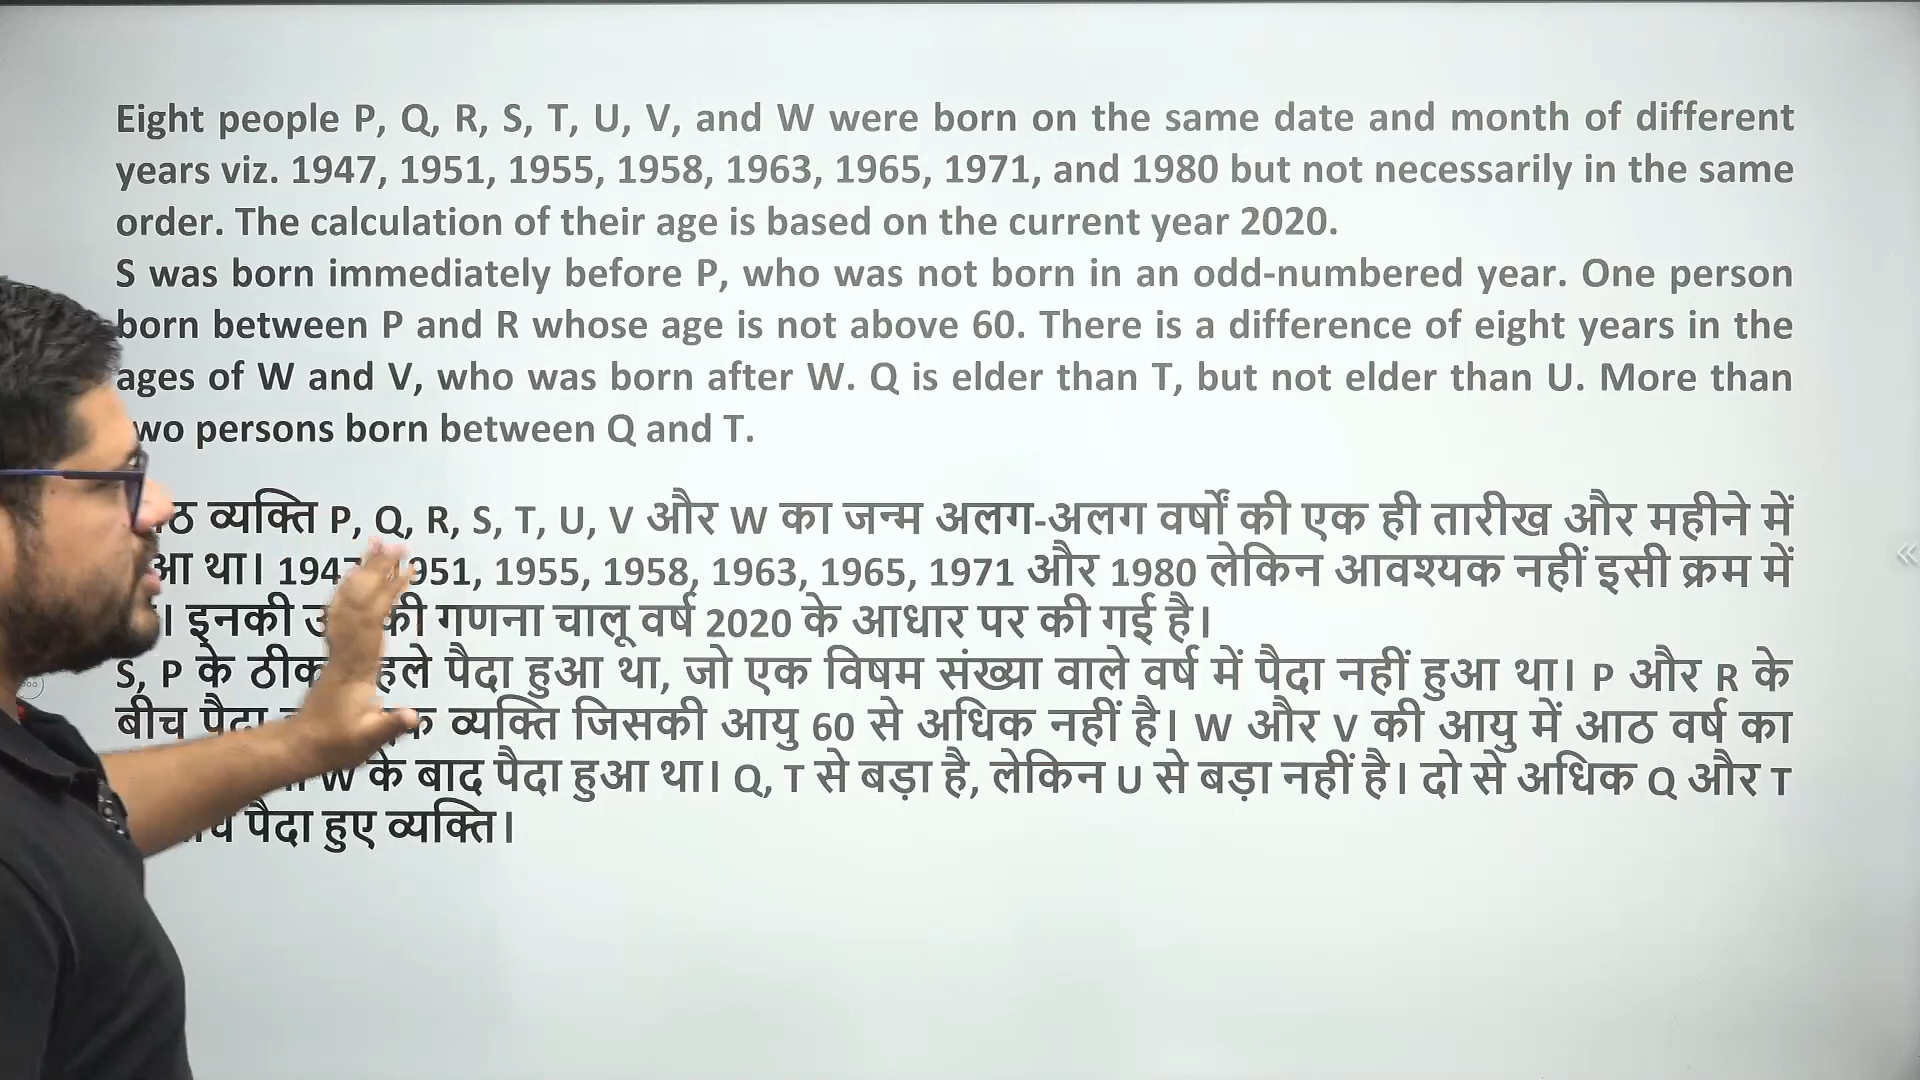 Eight people P, Q, R, S, T, U, V, and W were born on the same date and month of different
years viz. 1947, 1951, 1955, 1958, 1963, 1965, 1971, and 1980 but not necessarily in the same
order. The calculation of their age is based on the current year 2020.
S was born immediately before P, who was not born in an odd-numbered year. One person
born between P and R whose age is not above 60. There is a difference of eight years in the
ages of W and V, who was born after W. Q is elder than T, but not elder than U. More than
persons born between Q and T.
व्यक्ति P, Q, R, S, T, U, V और W का जन्म अलग-अलग वर्षों की एक ही तारीख और महीने में
था। 1955, 1958, 1963, 1965, 1971 और 1980 लेकिन आवश्यक नहीं इसी क्रम में
। इनकी की गणना चालू वर्ष 2020 के आधार पर की गई है।
S, P के पैदा हुआ था, जो एक विषम संख्या वाले वर्ष में पैदा नहीं हुआ था। P और R के
बीच व्यक्ति जिसकी आयु 60 से अधिक नहीं है। W और V की आयु में आठ वर्ष का
W के बाद पैदा हुआ था। Q, T से बड़ा है, लेकिन U से बड़ा नहीं है। दो से अधिक Q और T
पैदा हुए व्यक्ति।